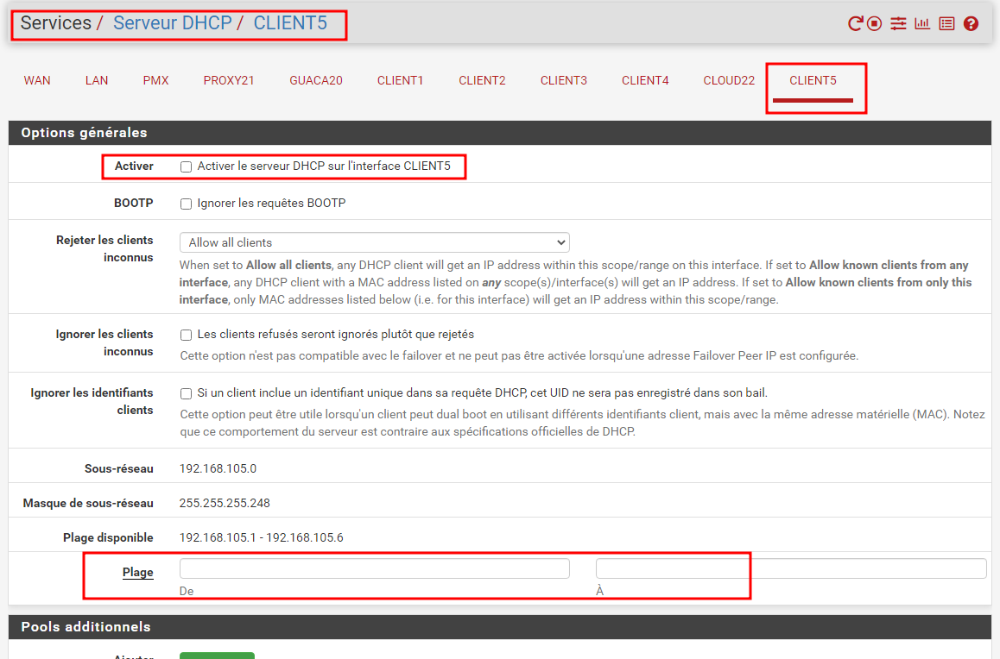 Services / Serveur DHCP / CLIENT5
WAN LAN PMX PROXY21 GUACA20 CLIENT1 CLIENT2 CLIENT3 CLIENT4 CLOUD22 CLIENT5
Options générales
Activer Activer le serveur DHCP sur l'interface CLIENT5
BOOTP Ignorer les requêtes BOOTP
Rejeter les clients inconnus
Allow all clients
When set to Allow all clients, any DHCP client will get an IP address within this scope/range on this interface. If set to Allow known clients from any
interface, any DHCP client with a MAC address listed on any scope(s)/interface(s) will get an IP address. If set to Allow known clients from only this
interface, only MAC addresses listed below (i.e. for this interface) will get an IP address within this scope/range.
Ignorer les clients inconnus
Les clients refusés seront ignorés plutôt que rejetés
Cette option n'est pas compatible avec le failover et ne peut pas être activée lorsqu'une adresse Failover Peer IP est configurée.
Ignorer les identifiants clients
Si un client inclue un identifiant unique dans sa requête DHCP, cet UID ne sera pas enregistré dans son bail.
Cette option peut être utile lorsqu'un client peut dual boot en utilisant différents identifiants client, mais avec la même adresse matérielle (MAC). Notez
que ce comportement du serveur est contraire aux spécifications officielles de DHCP.
Sous-réseau 192.168.105.0
Masque de sous-réseau 255.255.255.248
Plage disponible 192.168.105.1 - 192.168.105.6
Plage
De À
Pools additionnels
Ajouter